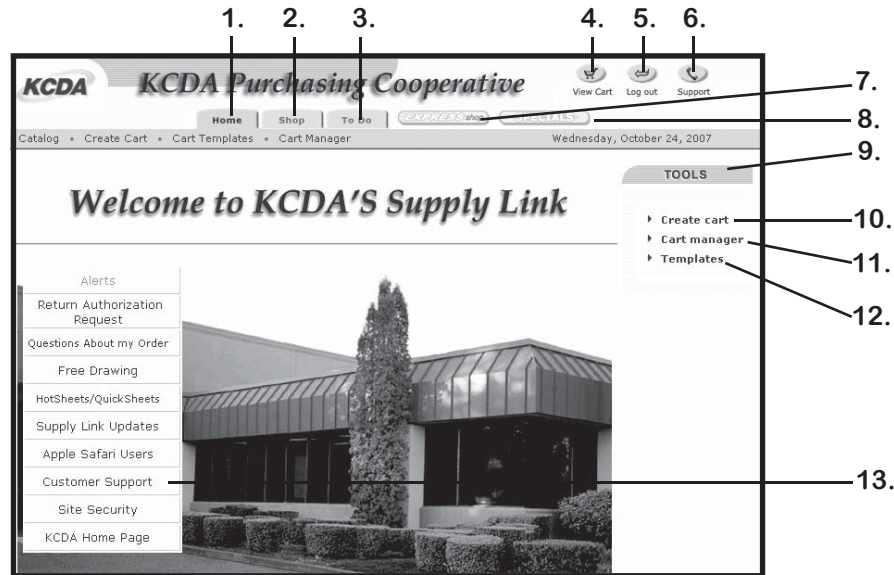 1. 2. 3. 4. 5. 6.
KCDA KCDA Purchasing Cooperative
View Cart Log out Support
7.
Home Shop To Do EXPRESS shop SPECIALS
8.
Catalog • Create Cart • Cart Templates • Cart Manager Wednesday, October 24, 2007
9.
TOOLS
Welcome to KCDA'S Supply Link
Create cart
10.
Cart manager
11.
Templates
12.
Alerts
Return Authorization
Request
Questions About my Order
Free Drawing
HotSheets/QuickSheets
Supply Link Updates
Apple Safari Users
Customer Support
13.
Site Security
KCDA Home Page